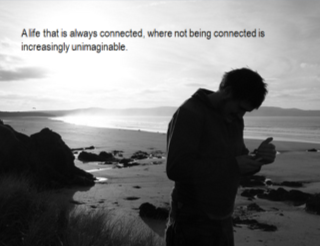 A life that is always connected, where not being connected is
increasingly unimaginable.